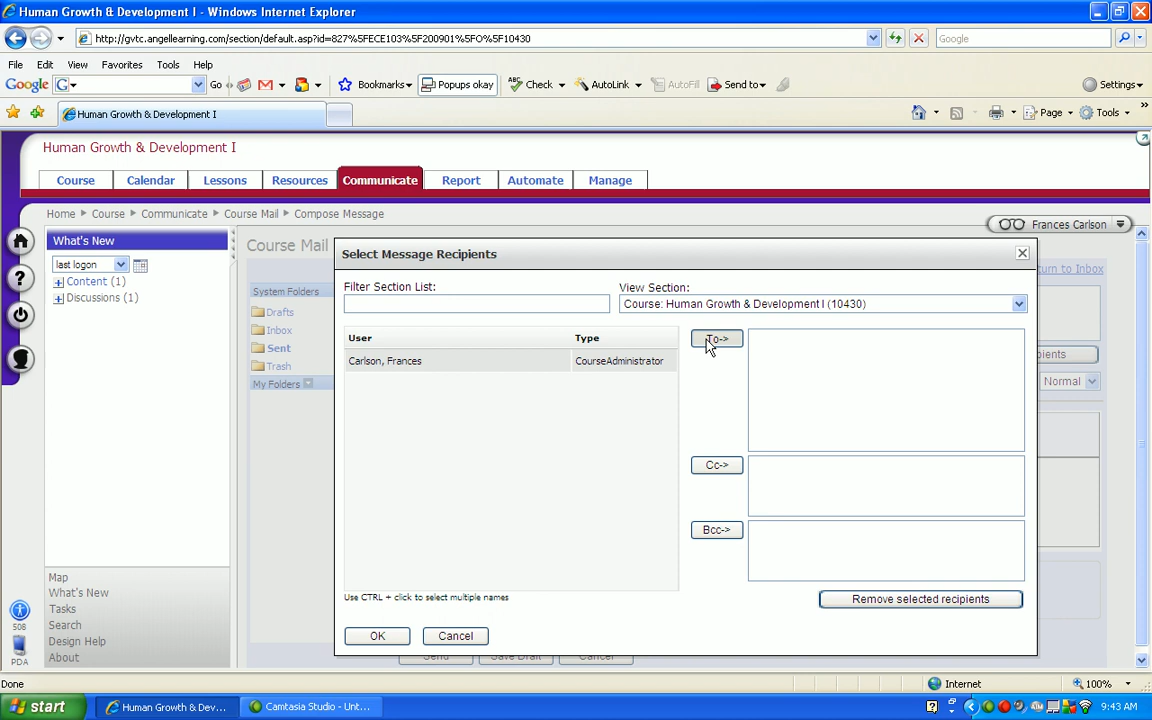 Human Growth & Development I - Windows Internet Explorer
http://gvtc.angellearning.com/section/default.asp?id=827%5FECE103%5F200901%5FO%5F10430
Google
File Edit View Favorites Tools Help
Google G Go Bookmarks Popups okay Check AutoLink AutoFill Send to Settings
Human Growth & Development I
Page Tools
Human Growth & Development I
Course Calendar Lessons Resources Communicate Report Automate Manage
Home Course Communicate Course Mail Compose Message
Frances Carlson
What's New
last logon
Content (1)
Discussions (1)
Course Mail
System Folders
Drafts
Inbox
Sent
Trash
My Folders
Select Message Recipients
Filter Section List:
View Section:
Course: Human Growth & Development I (10430)
User Type
Carlson, Frances CourseAdministrator
To->
Cc->
Bcc->
Use CTRL + click to select multiple names
Remove selected recipients
OK Cancel
turn to Inbox
pients
Normal
Send Save Draft Cancel
Map
What's New
Tasks
Search
Design Help
About
508
PDA
Done
Internet
100%
start
Human Growth & Dev...
Camtasia Studio - Unt...
9:43 AM